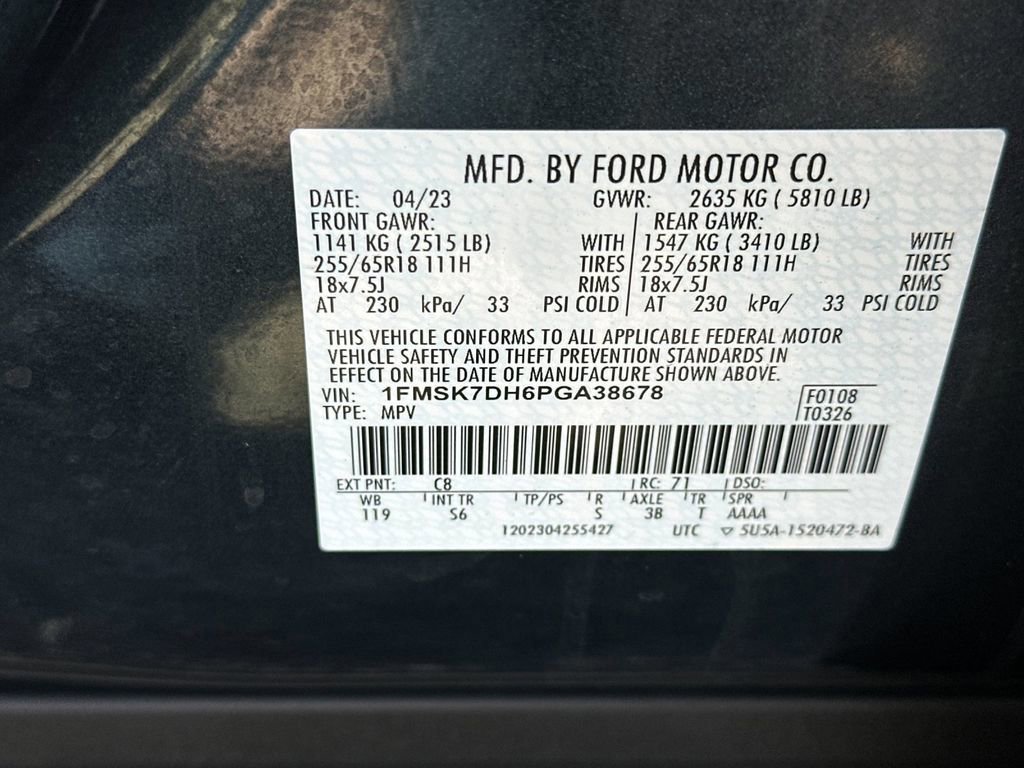 MFD. BY FORD MOTOR CO.
DATE: 04/23 GVWR: 2635 KG ( 5810 LB)
FRONT GAWR: REAR GAWR:
1141 KG ( 2515 LB) WITH 1547 KG ( 3410 LB) WITH
255/65R18 111H TIRES 255/65R18 111H TIRES
18x7.5J RIMS 18x7.5J RIMS
AT 230 kPa/ 33 PSI COLD AT 230 kPa/ 33 PSI COLD
THIS VEHICLE CONFORMS TO ALL APPLICABLE FEDERAL MOTOR
VEHICLE SAFETY AND THEFT PREVENTION STANDARDS IN
EFFECT ON THE DATE OF MANUFACTURE SHOWN ABOVE.
VIN: 1FMSK7DH6PGA38678 F0108
TYPE: MPV T0326
EXT PNT: C8 RC: 71 DSO:
WB INT TR TP/PS R AXLE TR SPR
119 S6 S 3B T AAAA
1202304255427 UTC ▽ 5U5A-1520472-BA